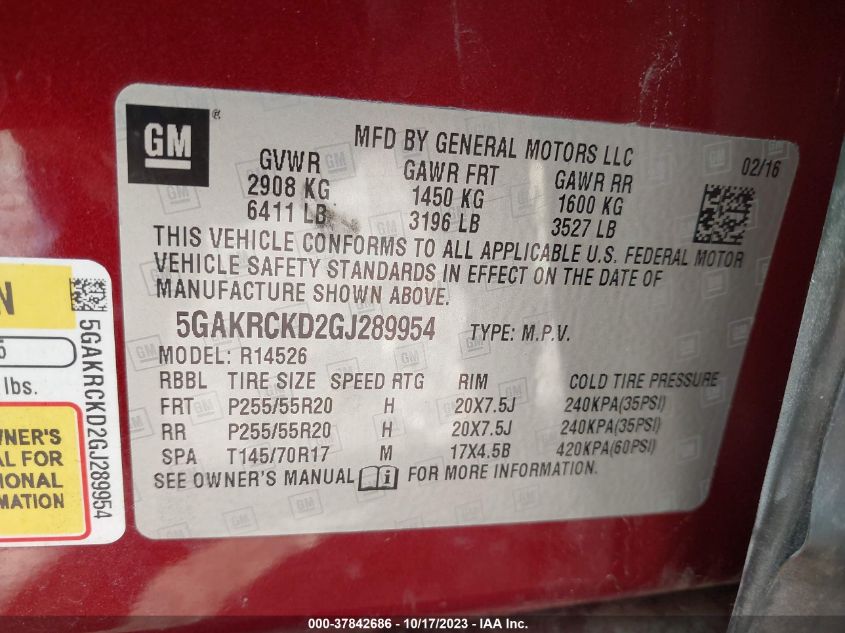 GM
®
MFD BY GENERAL MOTORS LLC
02/16
GVWR GAWR FRT GAWR RR
2908 KG 1450 KG 1600 KG
6411 LB 3196 LB 3527 LB
THIS VEHICLE CONFORMS TO ALL APPLICABLE U.S. FEDERAL MOTOR
VEHICLE SAFETY STANDARDS IN EFFECT ON THE DATE OF
MANUFACTURE SHOWN ABOVE.
5GAKRCKD2GJ289954 TYPE: M.P.V.
MODEL: R14526
RBBL TIRE SIZE SPEED RTG RIM COLD TIRE PRESSURE
FRT P255/55R20 H 20X7.5J 240KPA(35PSI)
RR P255/55R20 H 20X7.5J 240KPA(35PSI)
SPA T145/70R17 M 17X4.5B 420KPA(60PSI)
SEE OWNER'S MANUAL FOR MORE INFORMATION.
N
5
lbs.
WNER'S
AL FOR
IONAL
MATION
5GAKRCKD2GJ289954
000-37842686 - 10/17/2023 - IAA Inc.